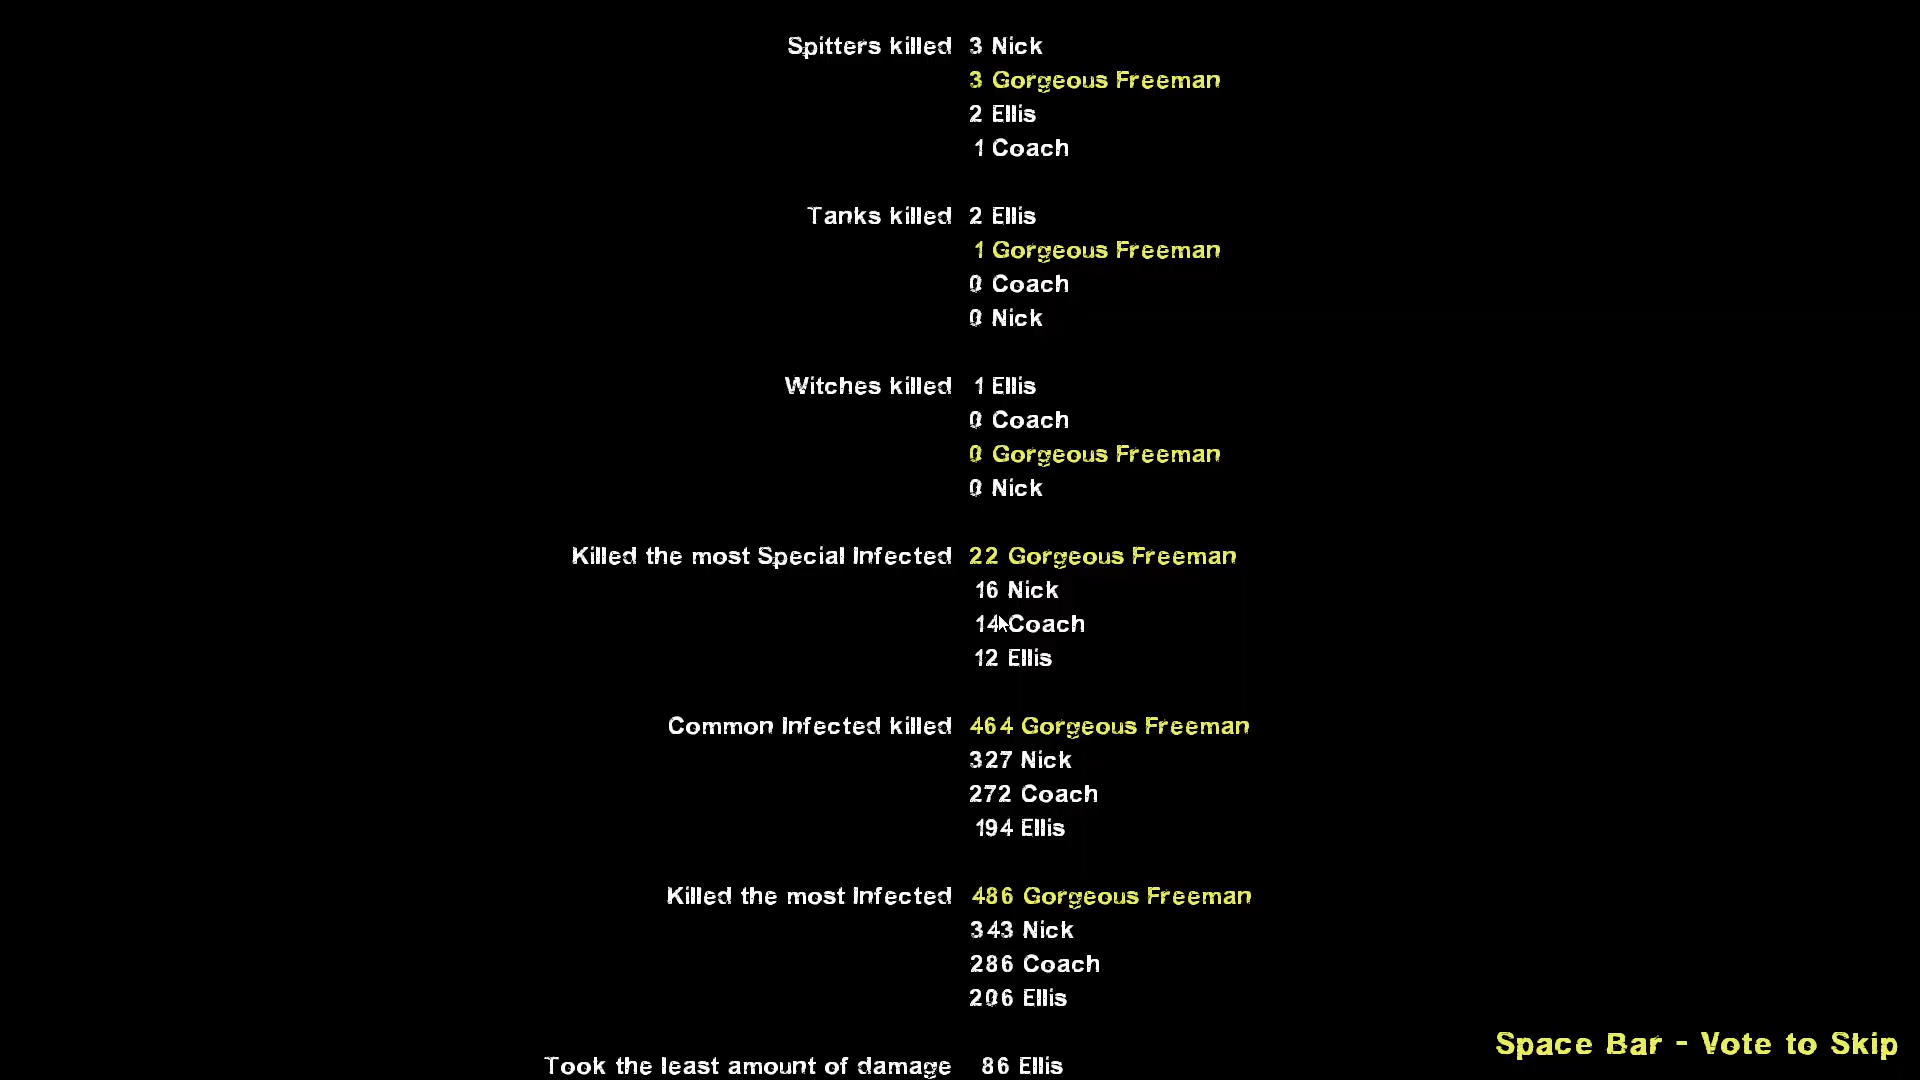 Spitters killed 3 Nick
3 Gorgeous Freeman
2 Ellis
1 Coach
Tanks killed 2 Ellis
1 Gorgeous Freeman
0 Coach
0 Nick
Witches killed 1 Ellis
0 Coach
0 Gorgeous Freeman
0 Nick
Killed the most Special Infected 22 Gorgeous Freeman
16 Nick
14 Coach
12 Ellis
Common Infected killed 464 Gorgeous Freeman
327 Nick
272 Coach
194 Ellis
Killed the most Infected 486 Gorgeous Freeman
343 Nick
286 Coach
206 Ellis
Took the least amount of damage 86 Ellis
Space Bar - Vote to Skip